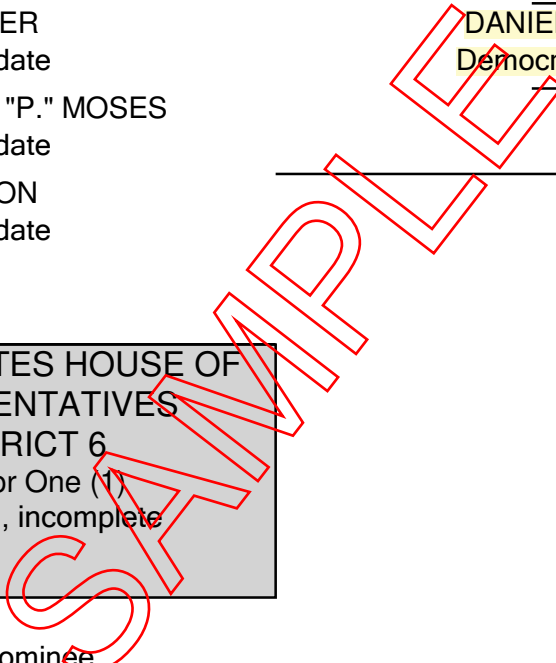 ER
date
"P." MOSES
date
ON
date
TES HOUSE OF
ENTATIVES
RICT 6
or One (1)
, incomplete
ominee
DANIE
Democr
SAMPLE